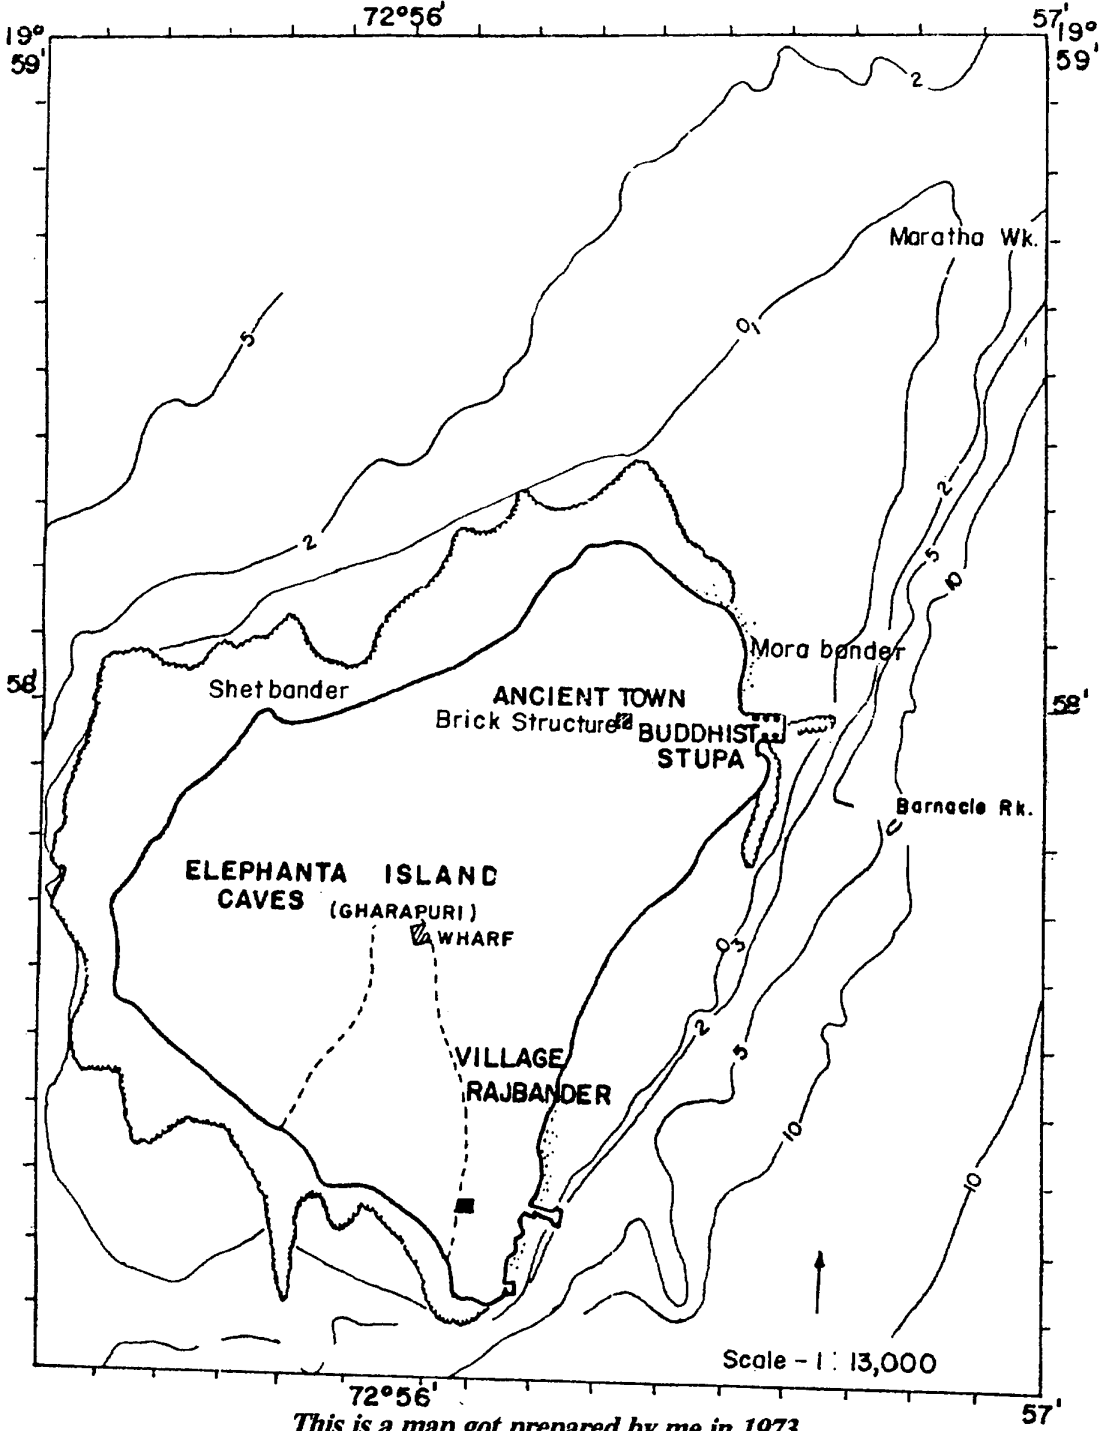 72°56'
57'
19°
59'
19°
59'
2
Maratha Wk.
0₁
5
2
2
5
10
Mora bander
58'
Shet bander
ANCIENT TOWN
Brick Structure
BUDDHIST
STUPA
58'
Barnacle Rk.
ELEPHANTA ISLAND
CAVES (GHARAPURI)
WHARF
0₃
2
5
VILLAGE
RAJBANDER
10
10
Scale - 1 : 13,000
72°56'
57'
This is a map got prepared by me in 1973